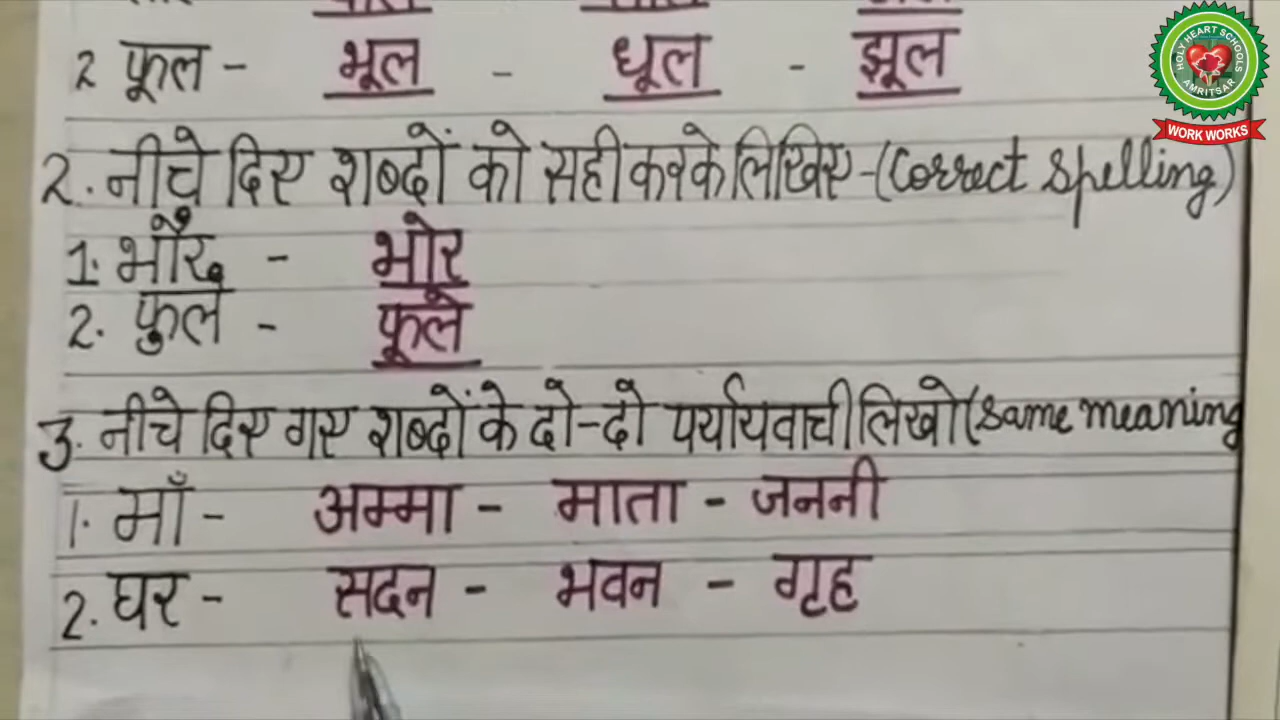 2 फूल - भूल - धूल - झूल
2. नीचे दिए शब्दों को सही करके लिखिए - (Correct Spelling)
1. भौर - भोर
2. फुल - फूल
3. नीचे दिए गए शब्दों के दो-दो पर्यायवाची लिखो (Same meaning
1. माँ - अम्मा - माता - जननी
2. घर - सदन - भवन - गृह
HOLY HEART SCHOOLS
AMRITSAR
WORK WORKS